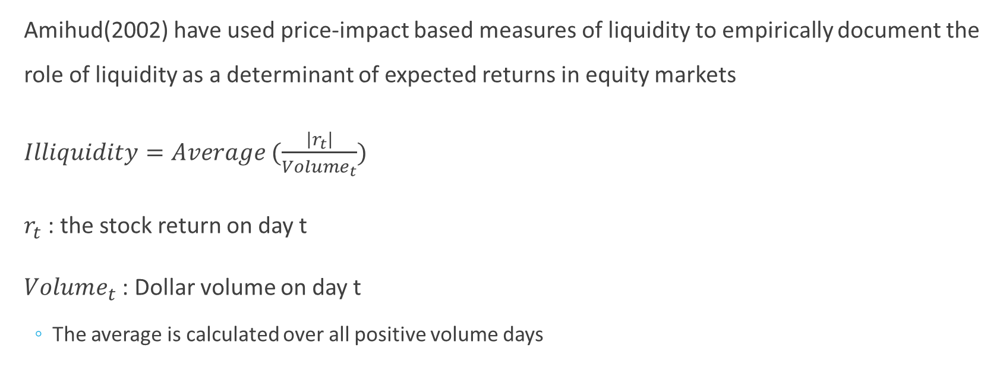 Amihud(2002) have used price-impact based measures of liquidity to empirically document the
role of liquidity as a determinant of expected returns in equity markets
Illiquidity = Average (|r_t| / Volume_t)
r_t : the stock return on day t
Volume_t : Dollar volume on day t
◦ The average is calculated over all positive volume days